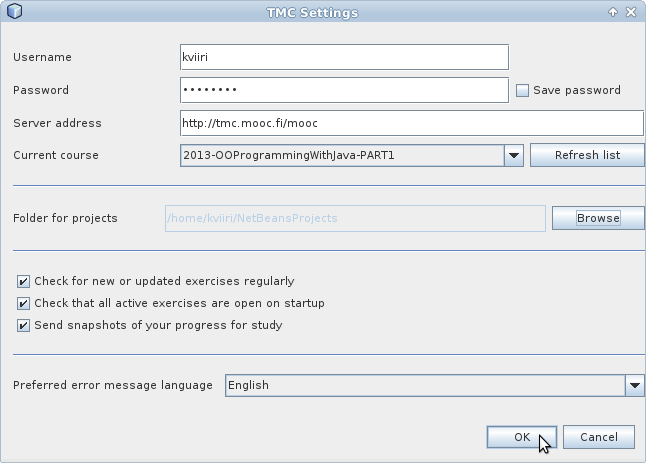 TMC Settings
Username kviiri
Password •••••••• Save password
Server address http://tmc.mooc.fi/mooc
Current course 2013-OOProgrammingWithJava-PART1 Refresh list
Folder for projects /home/kviiri/NetBeansProjects Browse
Check for new or updated exercises regularly
Check that all active exercises are open on startup
Send snapshots of your progress for study
Preferred error message language English
OK Cancel